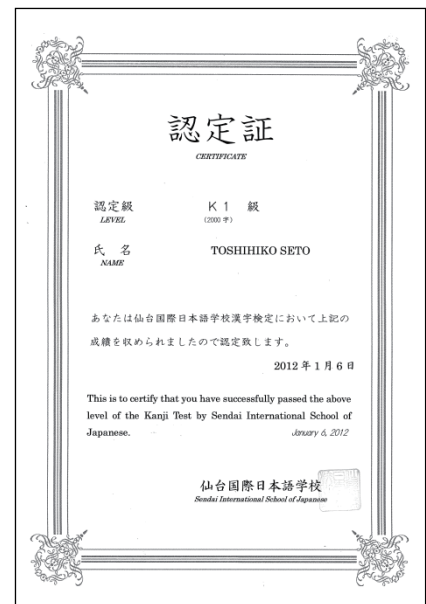 認定証
CERTIFICATE
認定級 K1 級
LEVEL (2000 字)
氏 名 TOSHIHIKO SETO
NAME
あなたは仙台国際日本語学校漢字検定において上記の
成績を収められましたので認定致します。
2012 年 1 月 6 日
This is to certify that you have successfully passed the above
level of the Kanji Test by Sendai International School of
Japanese. January 6, 2012
仙台国際日本語学校
Sendai International School of Japanese